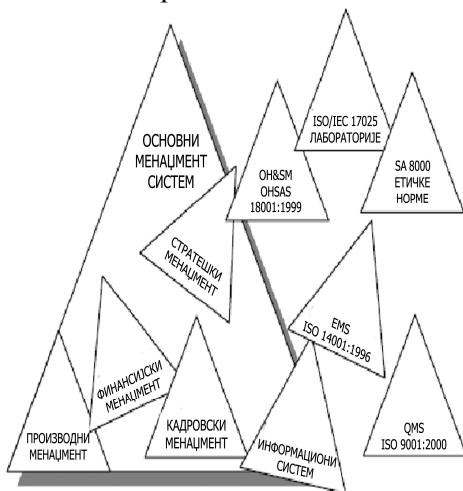 ОСНОВНИ
МЕНАЏМЕНТ
СИСТЕМ
ISO/IEC 17025
ЛАБОРАТОРИЈЕ
OH&SM
OHSAS
18001:1999
SA 8000
ЕТИЧКЕ
НОРМЕ
СТРАТЕШКИ
МЕНАЏМЕНТ
EMS
ISO 14001:1996
ФИНАНСИЈСКИ
МЕНАЏМЕНТ
ПРОИЗВОДНИ
МЕНАЏМЕНТ
КАДРОВСКИ
МЕНАЏМЕНТ
ИНФОРМАЦИОНИ
СИСТЕМ
QMS
ISO 9001:2000